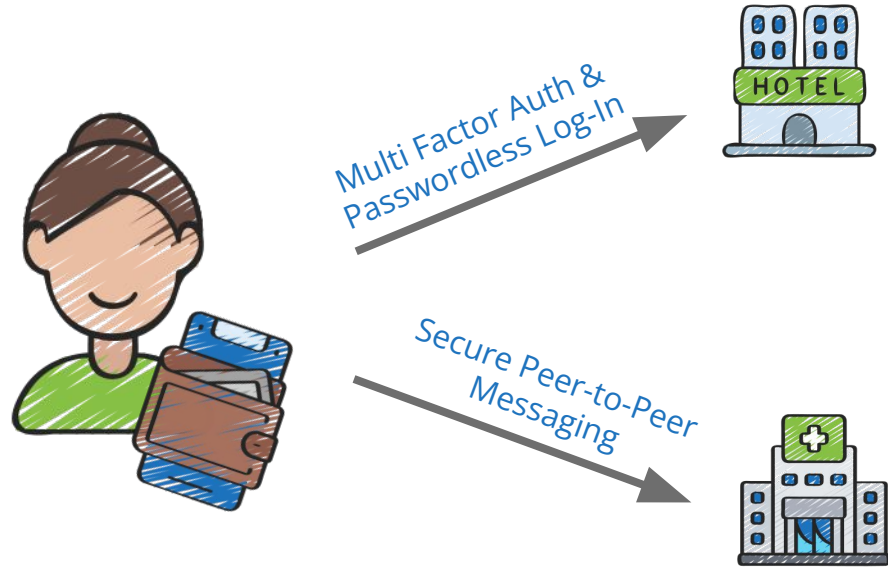 Multi Factor Auth &
Passwordless Log-In
HOTEL
Secure Peer-to-Peer
Messaging